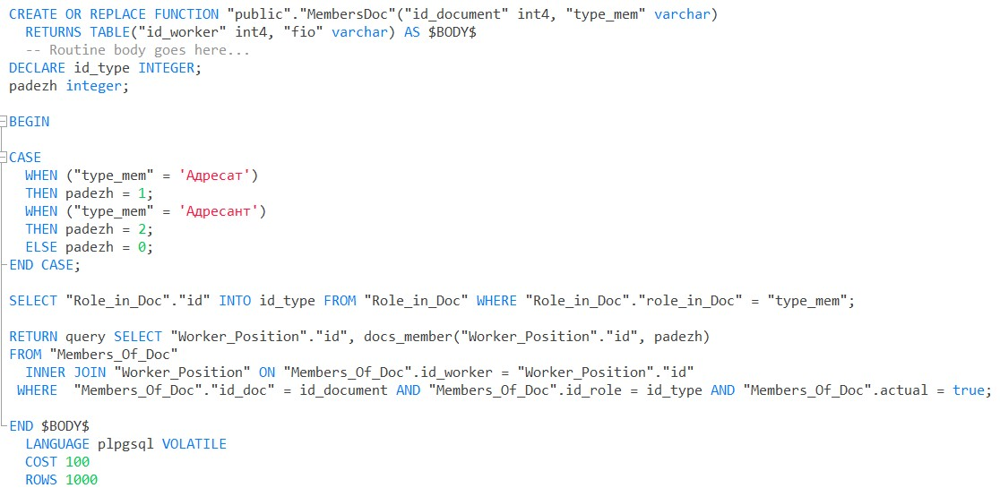 CREATE OR REPLACE FUNCTION "public"."MembersDoc"("id_document" int4, "type_mem" varchar)
  RETURNS TABLE("id_worker" int4, "fio" varchar) AS $BODY$
  -- Routine body goes here...
DECLARE id_type INTEGER;
padezh integer;

BEGIN

CASE
  WHEN ("type_mem" = 'Адресат')
  THEN padezh = 1;
  WHEN ("type_mem" = 'Адресант')
  THEN padezh = 2;
  ELSE padezh = 0;
END CASE;

SELECT "Role_in_Doc"."id" INTO id_type FROM "Role_in_Doc" WHERE "Role_in_Doc"."role_in_Doc" = "type_mem";

RETURN query SELECT "Worker_Position"."id", docs_member("Worker_Position"."id", padezh)
FROM "Members_Of_Doc"
  INNER JOIN "Worker_Position" ON "Members_Of_Doc".id_worker = "Worker_Position"."id"
 WHERE  "Members_Of_Doc"."id_doc" = id_document AND "Members_Of_Doc".id_role = id_type AND "Members_Of_Doc".actual = true;

END $BODY$
  LANGUAGE plpgsql VOLATILE
  COST 100
  ROWS 1000